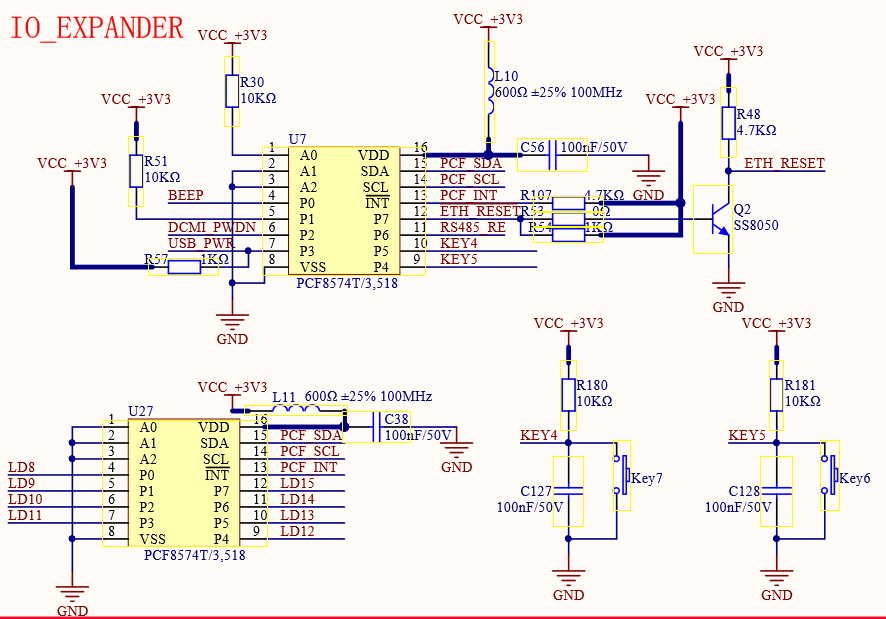 IO_EXPANDER
VCC_+3V3
VCC_+3V3
VCC_+3V3
R30
10KΩ
L10
600Ω ±25% 100MHz
VCC_+3V3
VCC_+3V3
R48
4.7KΩ
VCC_+3V3
R51
10KΩ
U7
1 A0 VDD 16
2 A1 SDA 15 PCF_SDA
3 A2 SCL 14 PCF_SCL
BEEP 4 P0 INT 13 PCF_INT
5 P1 P7 12 ETH_RESET
DCMI_PWDN 6 P2 P6 11 RS485_RE
USB_PWR 7 P3 P5 10 KEY4
8 VSS P4 9 KEY5
PCF8574T/3,518
C56 100nF/50V
GND
R107 4.7KΩ
R53 0Ω
R54 1KΩ
ETH_RESET
Q2
SS8050
R57 1KΩ
GND
GND
VCC_+3V3
VCC_+3V3
VCC_+3V3
L11 600Ω ±25% 100MHz
U27
1 A0 VDD 16
2 A1 SDA 15 PCF_SDA
3 A2 SCL 14 PCF_SCL
LD8 4 P0 INT 13 PCF_INT
LD9 5 P1 P7 12 LD15
LD10 6 P2 P6 11 LD14
LD11 7 P3 P5 10 LD13
8 VSS P4 9 LD12
PCF8574T/3,518
C38
100nF/50V
GND
GND
R180
10KΩ
KEY4
Key7
C127
100nF/50V
GND
R181
10KΩ
KEY5
Key6
C128
100nF/50V
GND